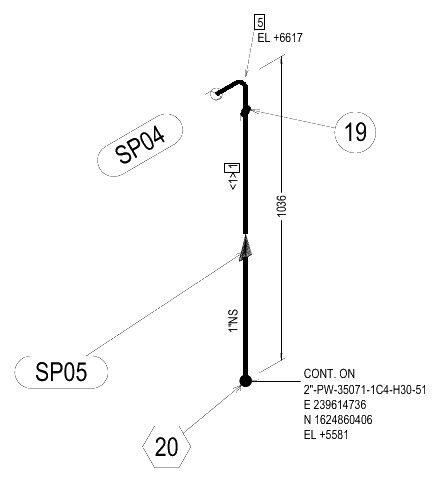 5
EL +6617
19
SP04
<1>
1
1036
1"NS
SP05
CONT. ON
2"-PW-35071-1C4-H30-51
E 239614736
N 1624860406
EL +5581
20